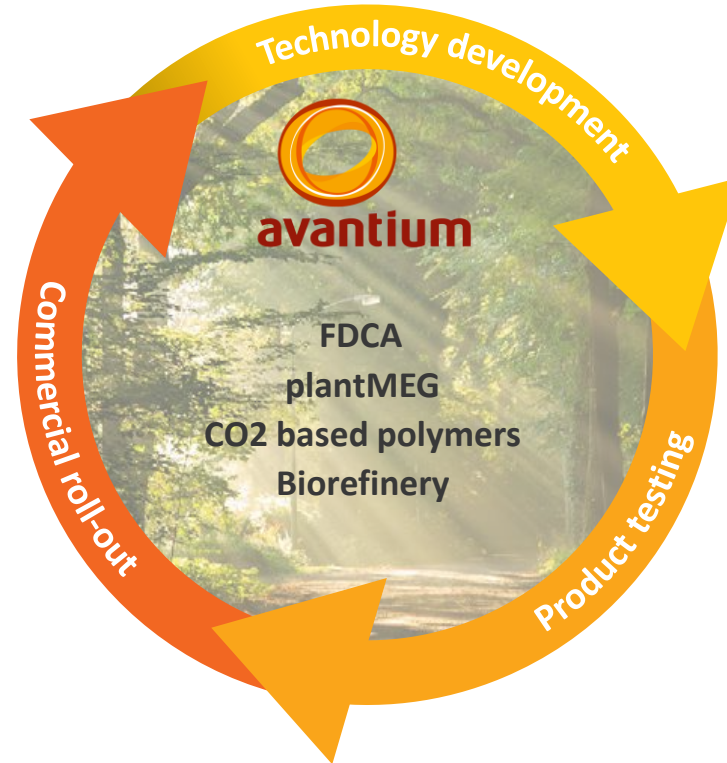 Technology development
avantium
FDCA
plantMEG
CO2 based polymers
Biorefinery
Product testing
Commercial roll-out